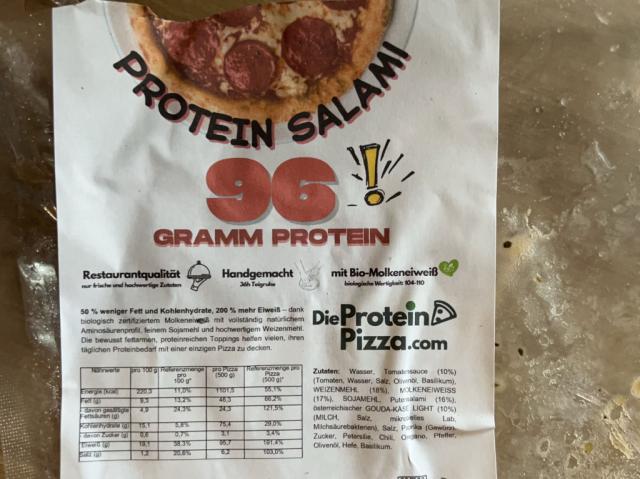 PROTEIN SALAMI
96
GRAMM PROTEIN
Restaurantqualität
nur frische und hochwertige Zutaten
Handgemacht
36h Teigruhe
mit Bio-Molkeneiweiß
biologische Wertigkeit: 104-110
50 % weniger Fett und Kohlenhydrate, 200 % mehr Eiweiß – dank
biologisch zertifiziertem Molkeneiweiß mit vollständig natürlichem
Aminosäurenprofil, feinem Sojamehl und hochwertigem Weizenmehl.
Die bewusst fettarmen, proteinreichen Toppings helfen vielen, ihren
täglichen Proteinbedarf mit einer einzigen Pizza zu decken.
DieProtein
Pizza.com
Nährwerte pro 100 g Referenzmenge pro 100 g* pro Pizza (500 g) Referenzmenge pro Pizza (500 g)*
Energie (kcal) 220,3 11,0% 1101,5 55,1%
Fett (g) 9,3 13,2% 46,3 66,2%
- davon gesättigte Fettsäuren (g) 4,9 24,3% 24,3 121,5%
Kohlenhydrate (g) 15,1 5,8% 75,4 29,0%
- davon Zucker (g) 0,6 0,7% 3,1 3,4%
Eiweiß (g) 19,1 38,3% 95,7 191,4%
Salz (g) 1,2 20,6% 6,2 103,0%
Zutaten: Wasser, Tomatensauce (10%)
(Tomaten, Wasser, Salz, Olivenöl, Basilikum),
WEIZENMEHL (18%), MOLKENEIWEISS
(17%), SOJAMEHL, Putensalami (16%),
österreichischer GOUDA-KÄSE LIGHT (10%)
(MILCH, Salz, mikrobielles Lab,
Milchsäurebakterien), Salz, Paprika (Gewürz),
Zucker, Petersilie, Chili, Oregano, Pfeffer,
Olivenöl, Hefe, Basilikum.